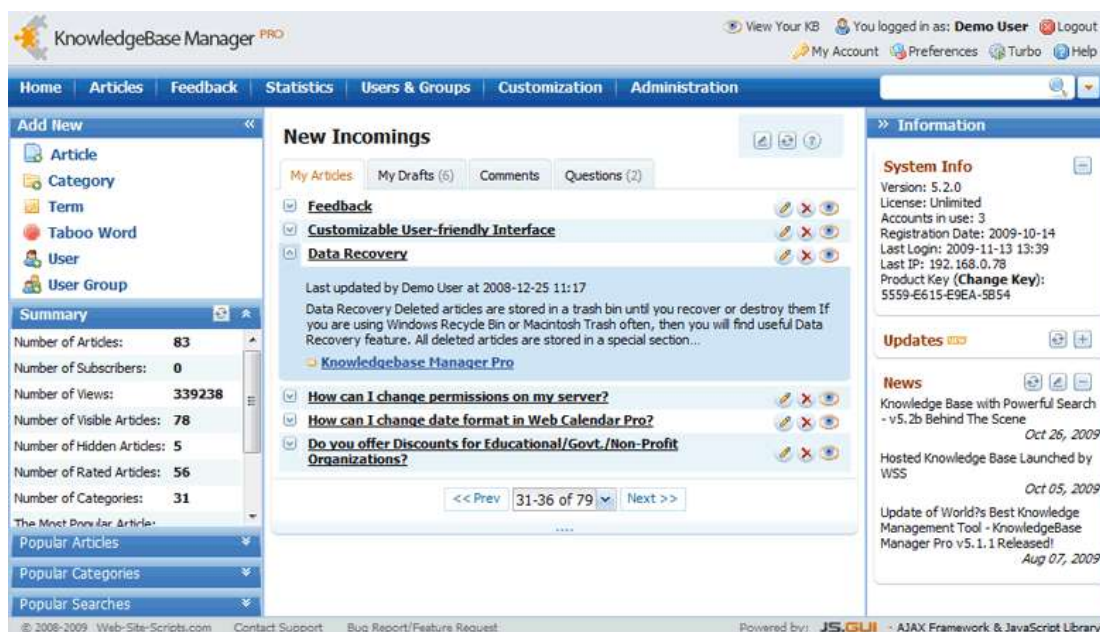 KnowledgeBase Manager PRO
View Your KB You logged in as: Demo User Logout
My Account Preferences Turbo Help
Home Articles Feedback Statistics Users & Groups Customization Administration
Add New
Article
Category
Term
Taboo Word
User
User Group
Summary
Number of Articles: 83
Number of Subscribers: 0
Number of Views: 339238
Number of Visible Articles: 78
Number of Hidden Articles: 5
Number of Rated Articles: 56
Number of Categories: 31
The Most Popular Article:
Popular Articles
Popular Categories
Popular Searches
New Incomings
My Articles My Drafts (6) Comments Questions (2)
Feedback
Customizable User-friendly Interface
Data Recovery
Last updated by Demo User at 2008-12-25 11:17
Data Recovery Deleted articles are stored in a trash bin until you recover or destroy them If
you are using Windows Recycle Bin or Macintosh Trash often, then you will find useful Data
Recovery feature. All deleted articles are stored in a special section...
Knowledgebase Manager Pro
How can I change permissions on my server?
How can I change date format in Web Calendar Pro?
Do you offer Discounts for Educational/Govt./Non-Profit
Organizations?
<< Prev 31-36 of 79 Next >>
Information
System Info
Version: 5.2.0
License: Unlimited
Accounts in use: 3
Registration Date: 2009-10-14
Last Login: 2009-11-13 13:39
Last IP: 192.168.0.78
Product Key (Change Key):
5559-E615-E9EA-5B54
Updates
News
Knowledge Base with Powerful Search
- v5.2b Behind The Scene
Oct 26, 2009
Hosted Knowledge Base Launched by
WSS
Oct 05, 2009
Update of World?s Best Knowledge
Management Tool - KnowledgeBase
Manager Pro v5.1.1 Released!
Aug 07, 2009
© 2008-2009 Web-Site-Scripts.com Contact Support Bug Report/Feature Request
Powered by: JS.GUI - AJAX Framework & JavaScript Library